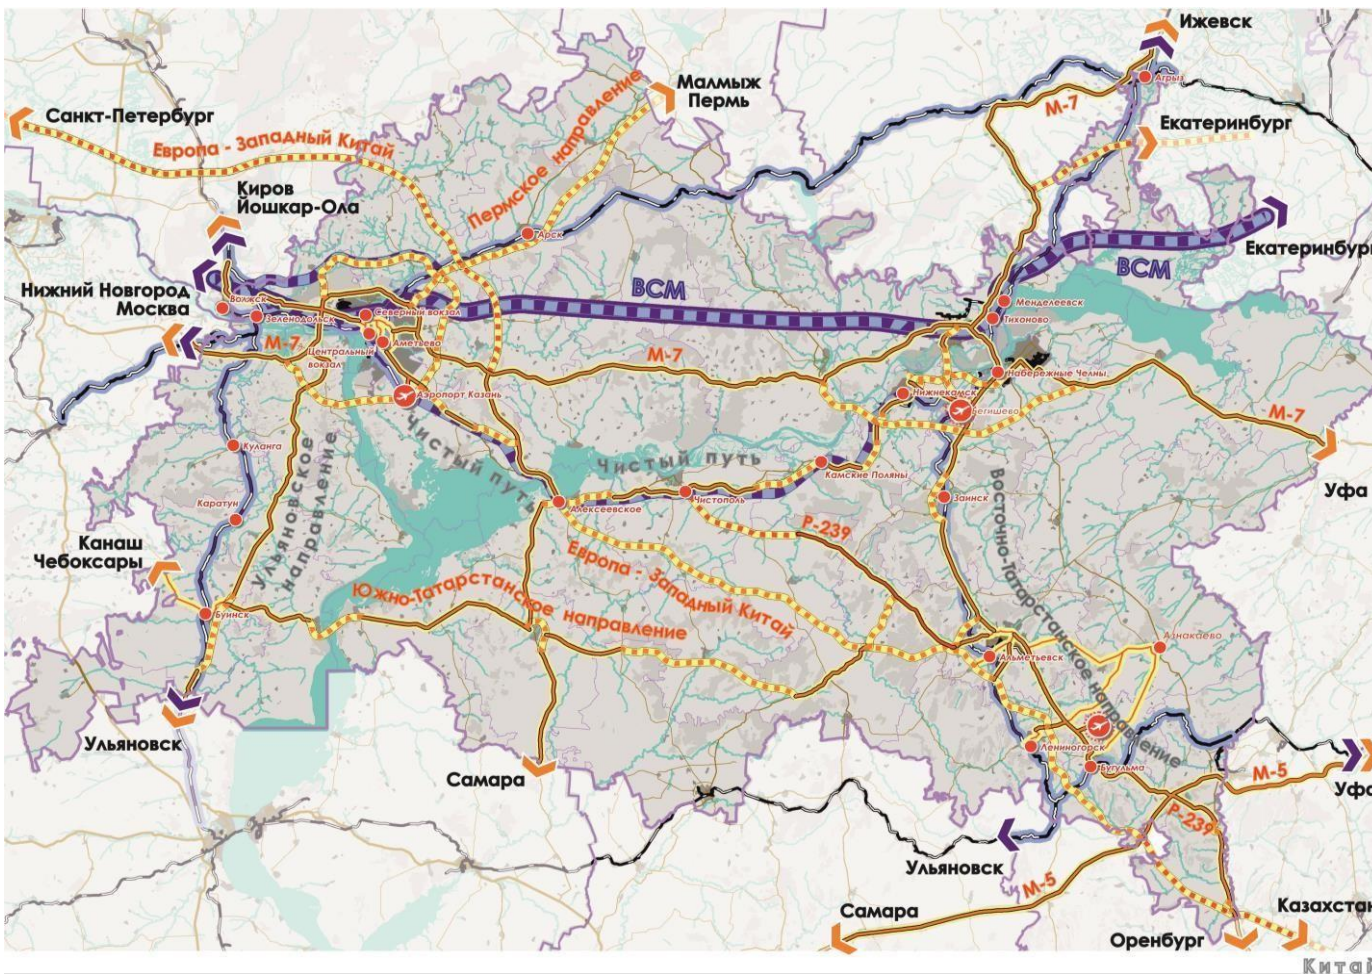 Ижевск
Малмыж
Пермь
Агрыз
М-7
Санкт-Петербург
Екатеринбург
Европа - Западный Китай
Пермское направление
Киров
Йошкар-Ола
Арск
Екатеринбург
ВСМ
ВСМ
Нижний Новгород
Москва
Волжск
Зеленодольск
Северный вокзал
Менделеевск
Тихоново
М-7
Центральный
вокзал
Аметьево
М-7
Набережные Челны
Аэропорт Казань
Нижнекамск
Бегишево
М-7
Куланга
Чистый путь
Чистый путь
Камские Поляны
Уфа
Каратун
Алексеевское
Чистополь
Заинск
Р-239
Канаш
Чебоксары
Ульяновское
направление
Восточно-Татарстанское направление
Европа - Западный Китай
Южно-Татарстанское направление
Буинск
Альметьевск
Азнакаево
Ульяновск
Лениногорск
Бугульма
Самара
М-5
Уфа
Р-239
Ульяновск
М-5
Самара
Казахстан
Оренбург
Китай